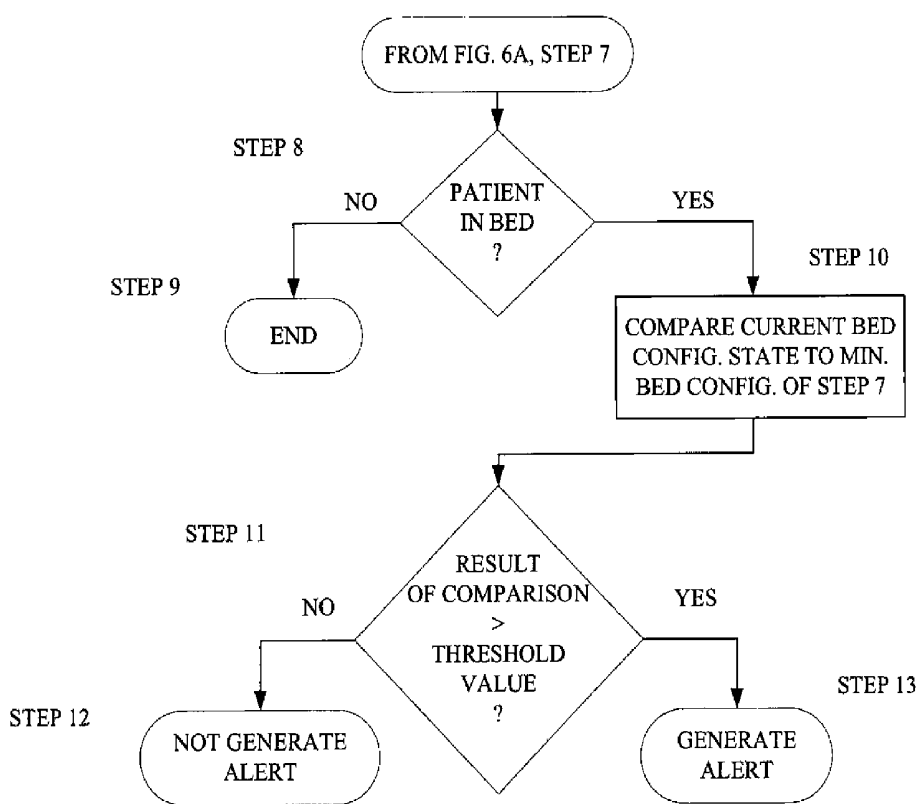 FROM FIG. 6A, STEP 7
STEP 8
PATIENT
IN BED
?
NO
YES
STEP 9
END
STEP 10
COMPARE CURRENT BED
CONFIG. STATE TO MIN.
BED CONFIG. OF STEP 7
STEP 11
RESULT
OF COMPARISON
>
THRESHOLD
VALUE
?
NO
YES
STEP 12
NOT GENERATE
ALERT
STEP 13
GENERATE
ALERT